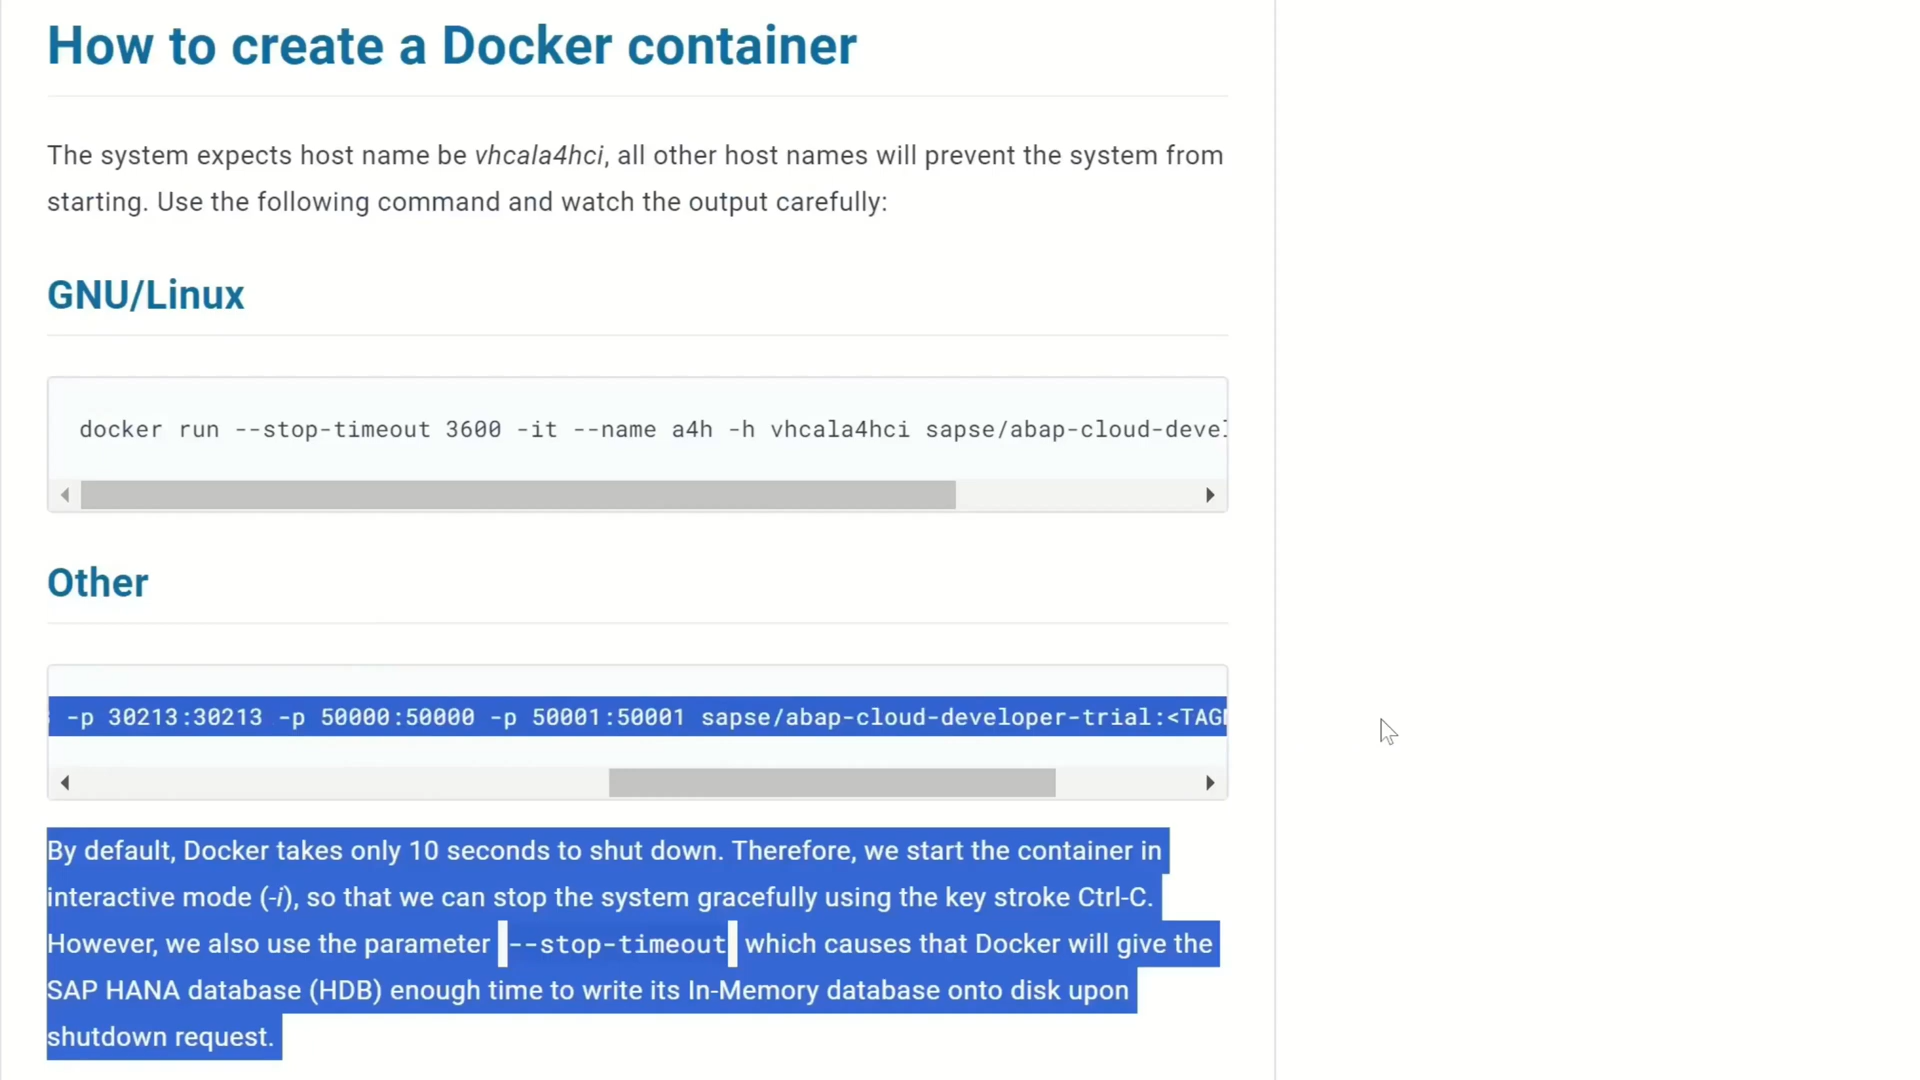 How to create a Docker container
The system expects host name be vhcala4hci, all other host names will prevent the system from
starting. Use the following command and watch the output carefully:
GNU/Linux
docker run --stop-timeout 3600 -it --name a4h -h vhcala4hci sapse/abap-cloud-devel
Other
-p 30213:30213 -p 50000:50000 -p 50001:50001 sapse/abap-cloud-developer-trial:<TAG
By default, Docker takes only 10 seconds to shut down. Therefore, we start the container in
interactive mode (-i), so that we can stop the system gracefully using the key stroke Ctrl-C.
However, we also use the parameter --stop-timeout which causes that Docker will give the
SAP HANA database (HDB) enough time to write its In-Memory database onto disk upon
shutdown request.